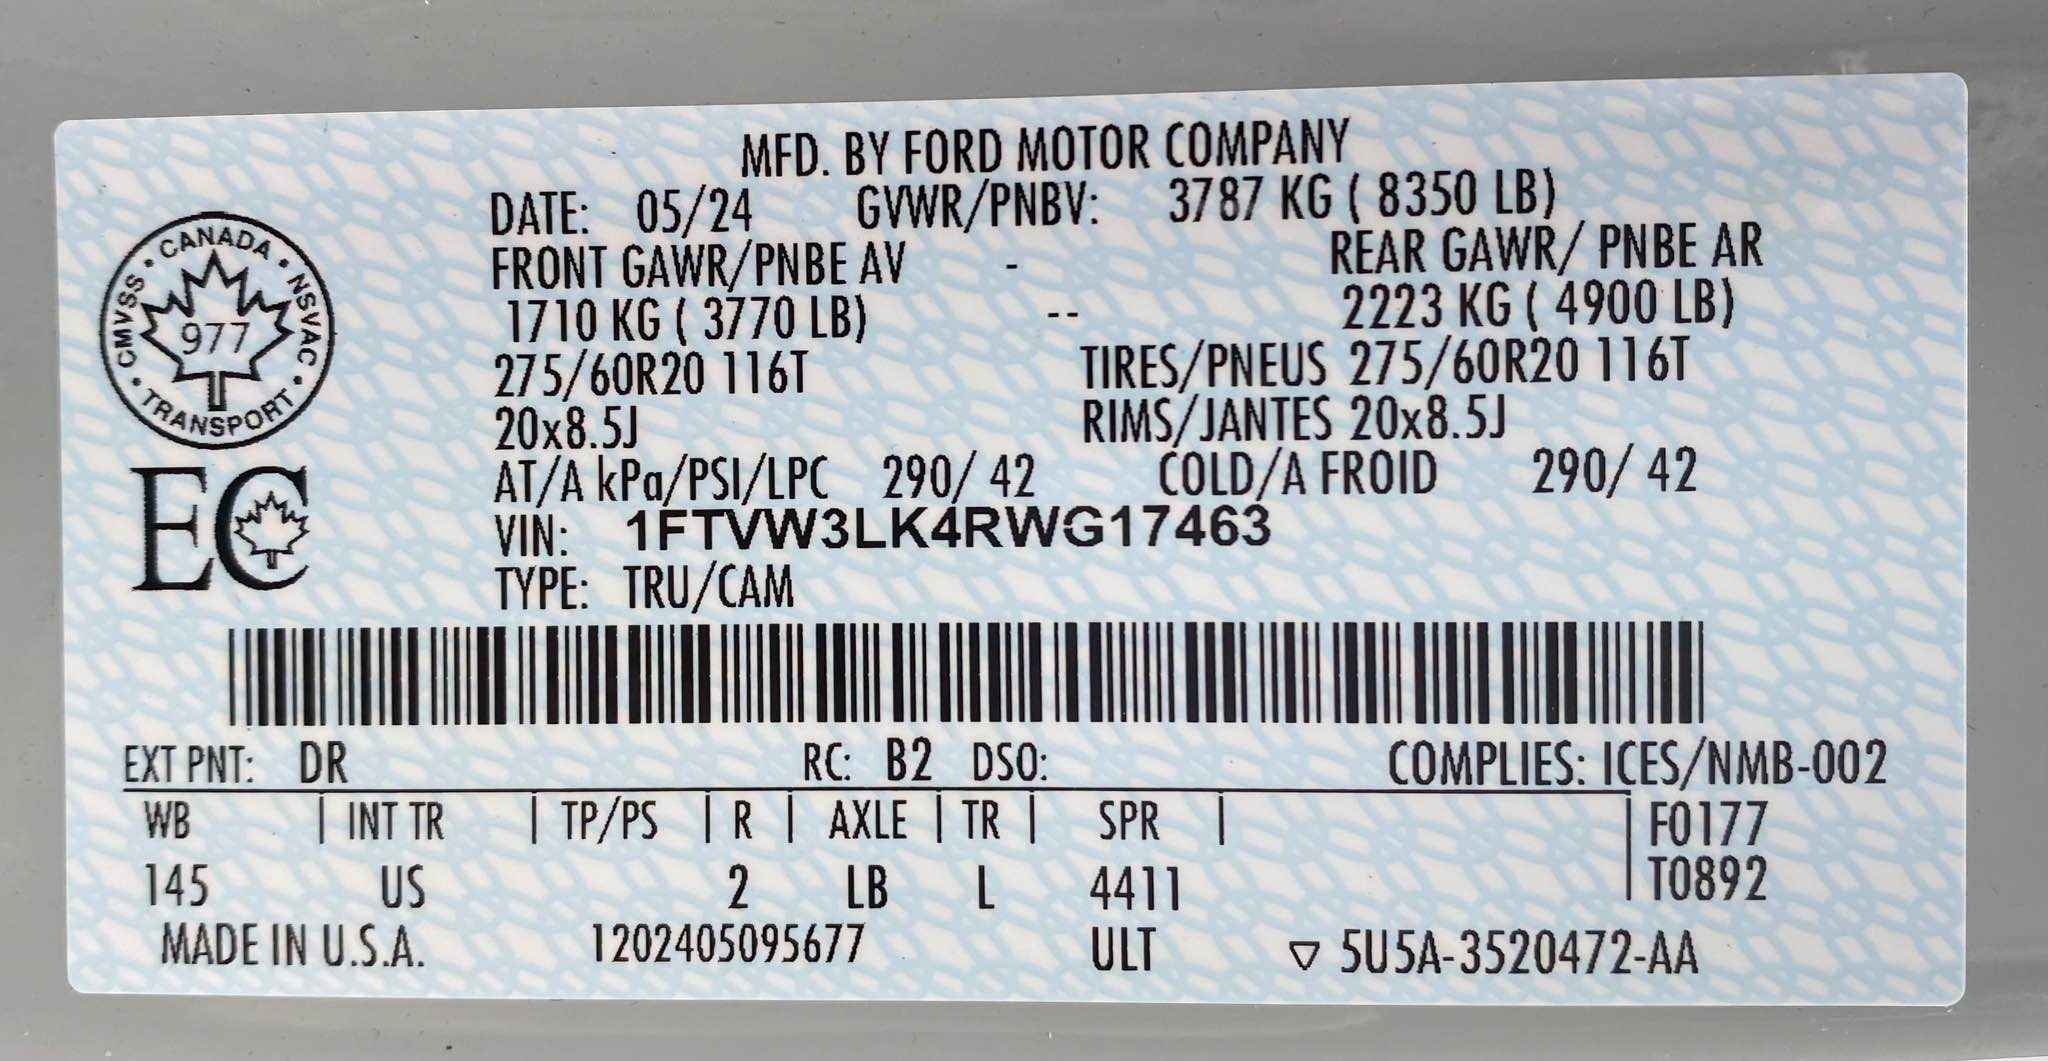 MFD. BY FORD MOTOR COMPANY
DATE: 05/24 GVWR/PNBV: 3787 KG ( 8350 LB)
FRONT GAWR/PNBE AV - REAR GAWR/ PNBE AR
1710 KG ( 3770 LB) -- 2223 KG ( 4900 LB)
275/60R20 116T TIRES/PNEUS 275/60R20 116T
20x8.5J RIMS/JANTES 20x8.5J
AT/A kPa/PSI/LPC 290/ 42 COLD/A FROID 290/ 42
VIN: 1FTVW3LK4RWG17463
TYPE: TRU/CAM
CANADA • NSVAC • TRANSPORT • CMVSS •
977
EC
EXT PNT: DR RC: B2 DSO: COMPLIES: ICES/NMB-002
WB | INT TR | TP/PS | R | AXLE | TR | SPR | | F0177
145 US 2 LB L 4411 | T0892
MADE IN U.S.A. 1202405095677 ULT ▽ 5U5A-3520472-AA